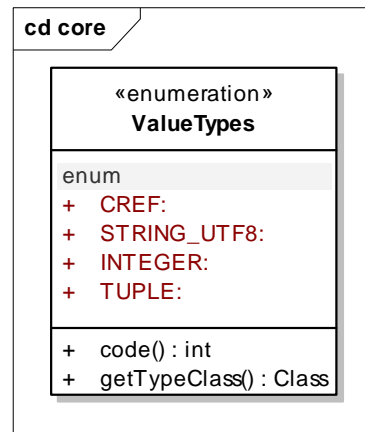 cd core
«enumeration»
ValueTypes
enum
+ CREF:
+ STRING_UTF8:
+ INTEGER:
+ TUPLE:
+ code() : int
+ getTypeClass() : Class